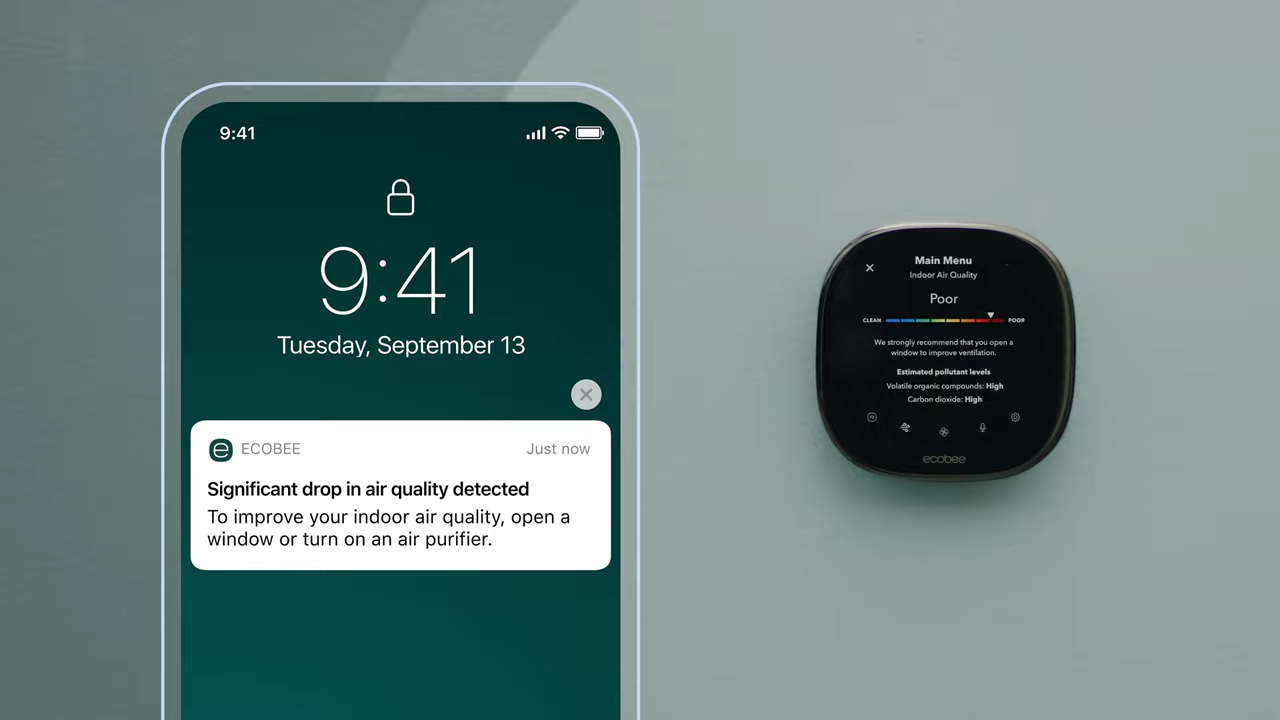 9:41
9:41
Tuesday, September 13
ECOBEE
Just now
Significant drop in air quality detected
To improve your indoor air quality, open a
window or turn on an air purifier.
Main Menu
Indoor Air Quality
Poor
CLEAN
POOR
We strongly recommend that you open a
window to improve ventilation.
Estimated pollutant levels
Volatile organic compounds: High
Carbon dioxide: High
ecobee